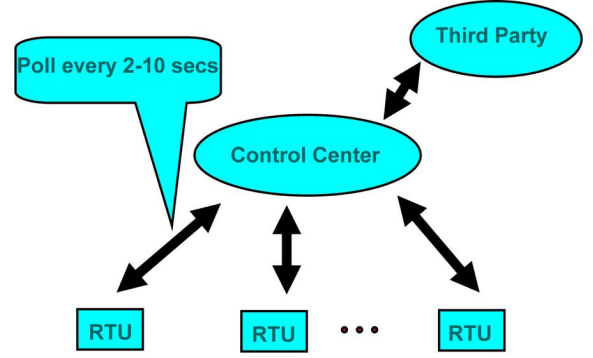 Third Party
Poll every 2-10 secs
Control Center
RTU
RTU
RTU